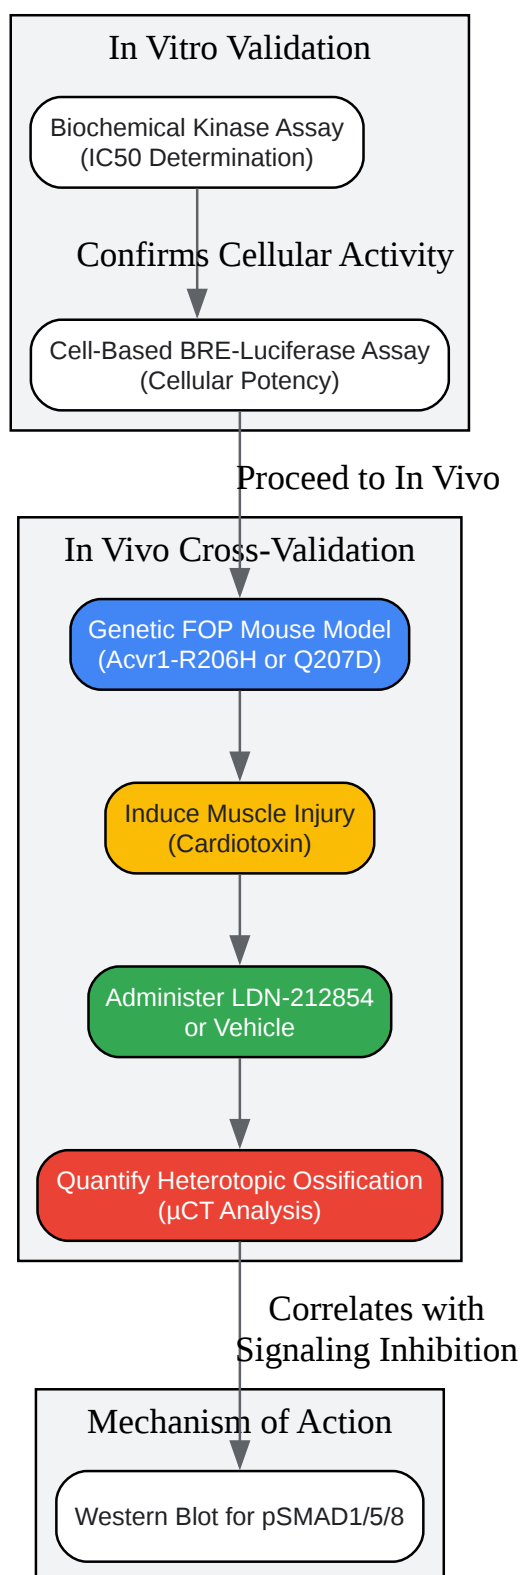 In Vitro Validation
Biochemical Kinase Assay
(IC50 Determination)
Confirms Cellular Activity
Cell-Based BRE-Luciferase Assay
(Cellular Potency)
Proceed to In Vivo
In Vivo Cross-Validation
Genetic FOP Mouse Model
(Acvr1-R206H or Q207D)
Induce Muscle Injury
(Cardiotoxin)
Administer LDN-212854
or Vehicle
Quantify Heterotopic Ossification
(µCT Analysis)
Correlates with
Signaling Inhibition
Mechanism of Action
Western Blot for pSMAD1/5/8